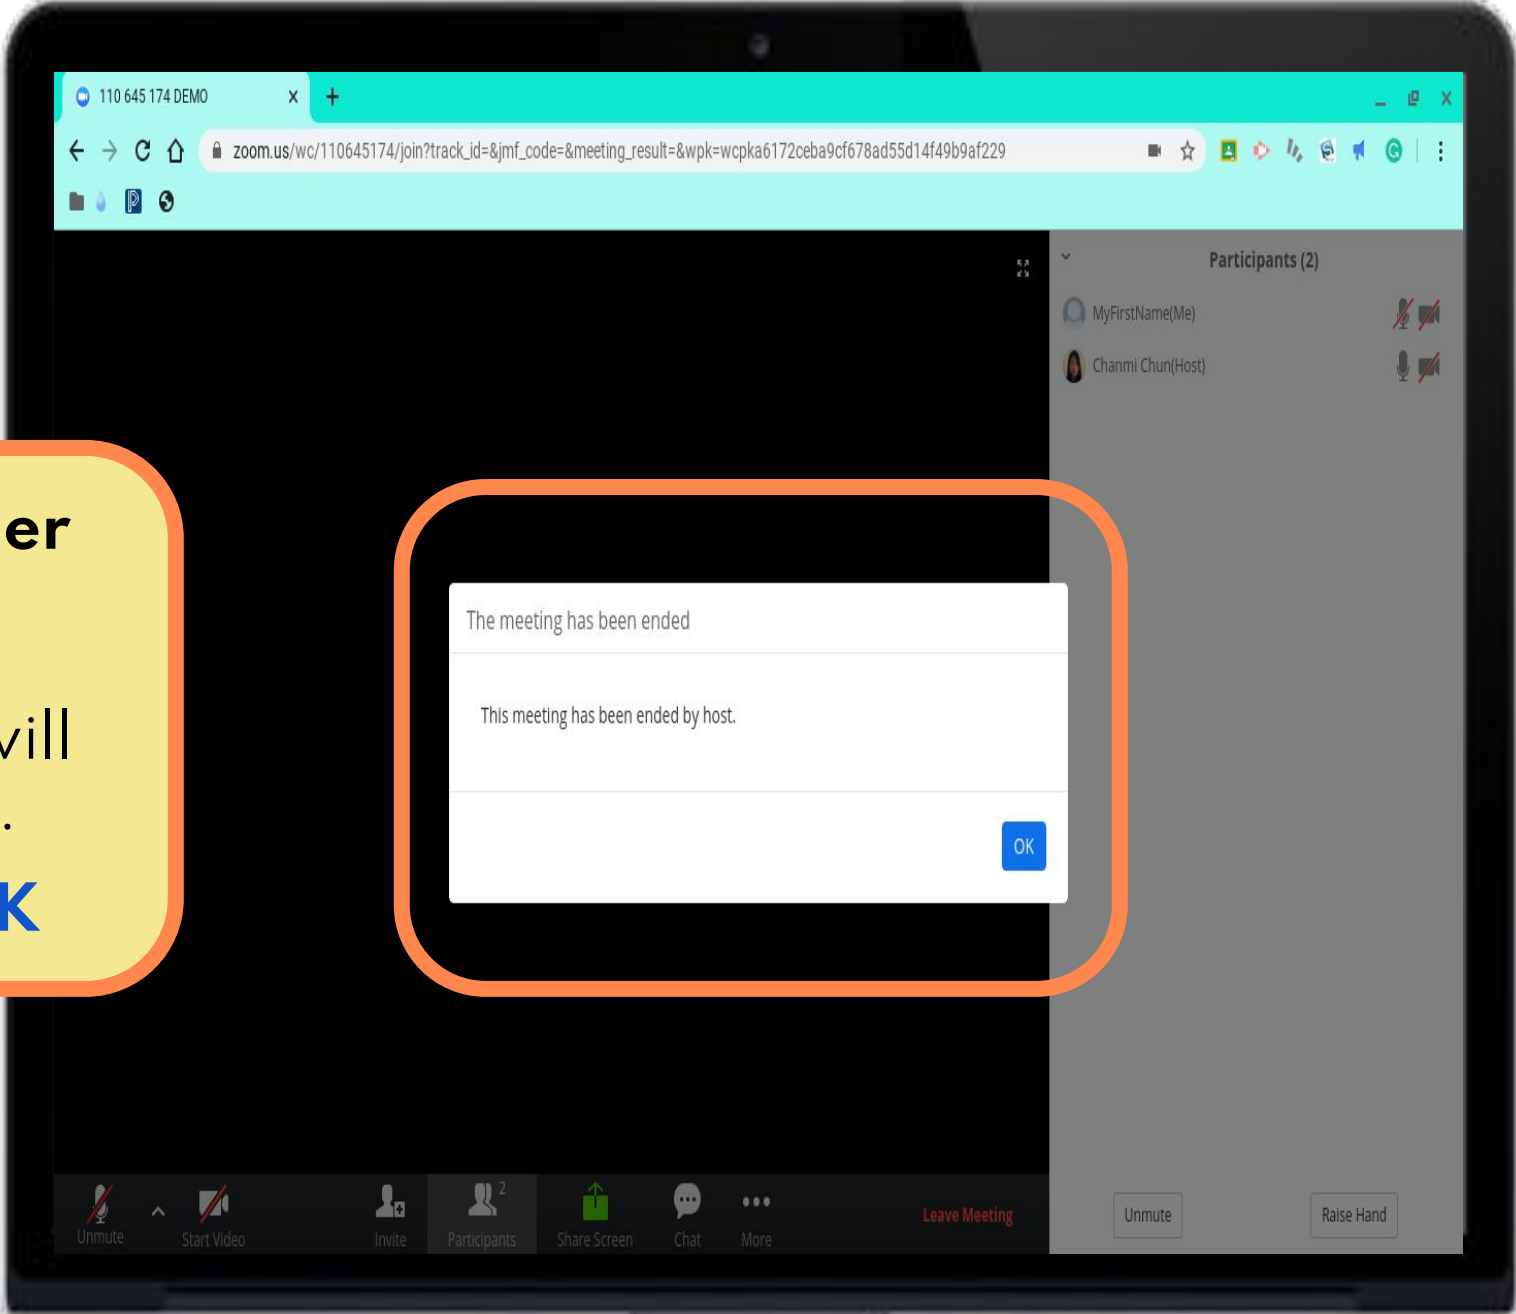 110 645 174 DEMO
zoom.us/wc/110645174/join?track_id=&jmf_code=&meeting_result=&wpk=wcpka6172ceba9cf678ad55d14f49b9af229
Participants (2)
MyFirstName(Me)
Chanmi Chun(Host)
er
will
.
K
The meeting has been ended
This meeting has been ended by host.
OK
Unmute
Start Video
Invite
Participants
2
Share Screen
Chat
More
Leave Meeting
Unmute
Raise Hand